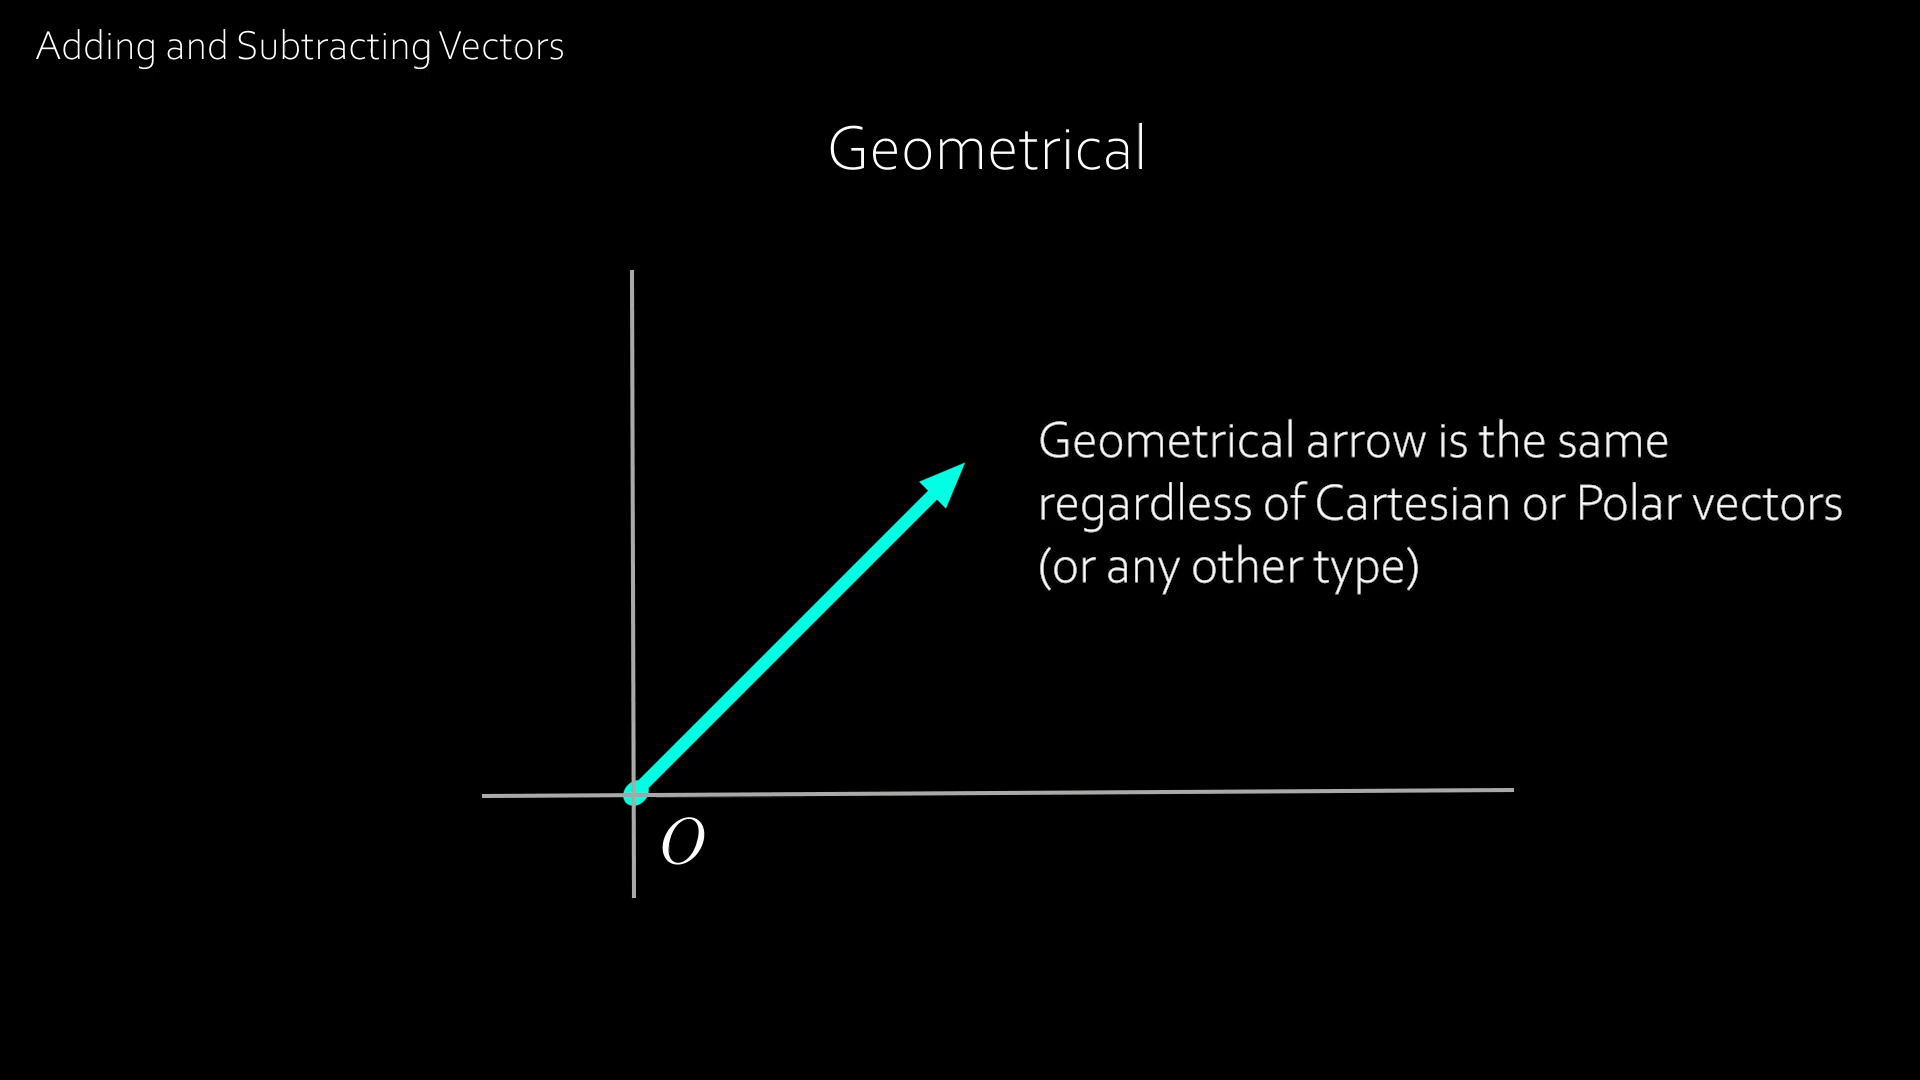 Adding and Subtracting Vectors
Geometrical
Geometrical arrow is the same
regardless of Cartesian or Polar vectors
(or any other type)
O